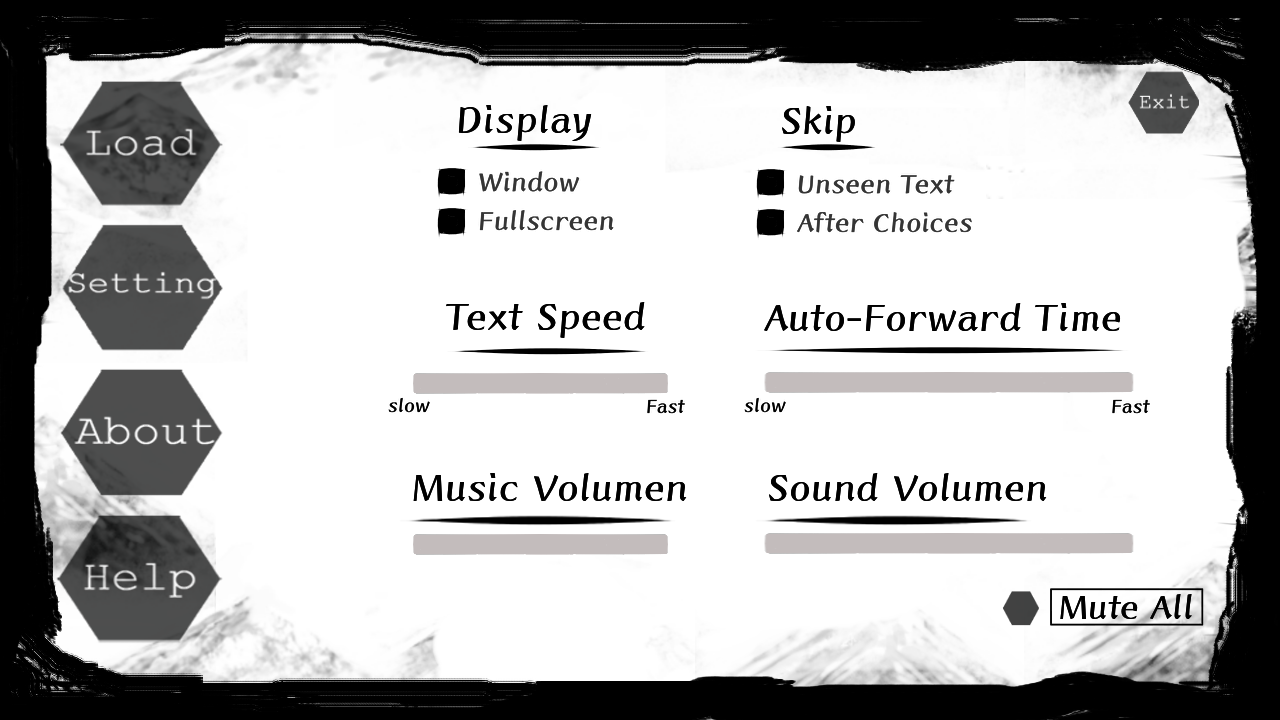 Load
Setting
About
Help
Exit
Display
Window
Fullscreen
Skip
Unseen Text
After Choices
Text Speed
slow Fast
Auto-Forward Time
slow Fast
Music Volumen
Sound Volumen
Mute All